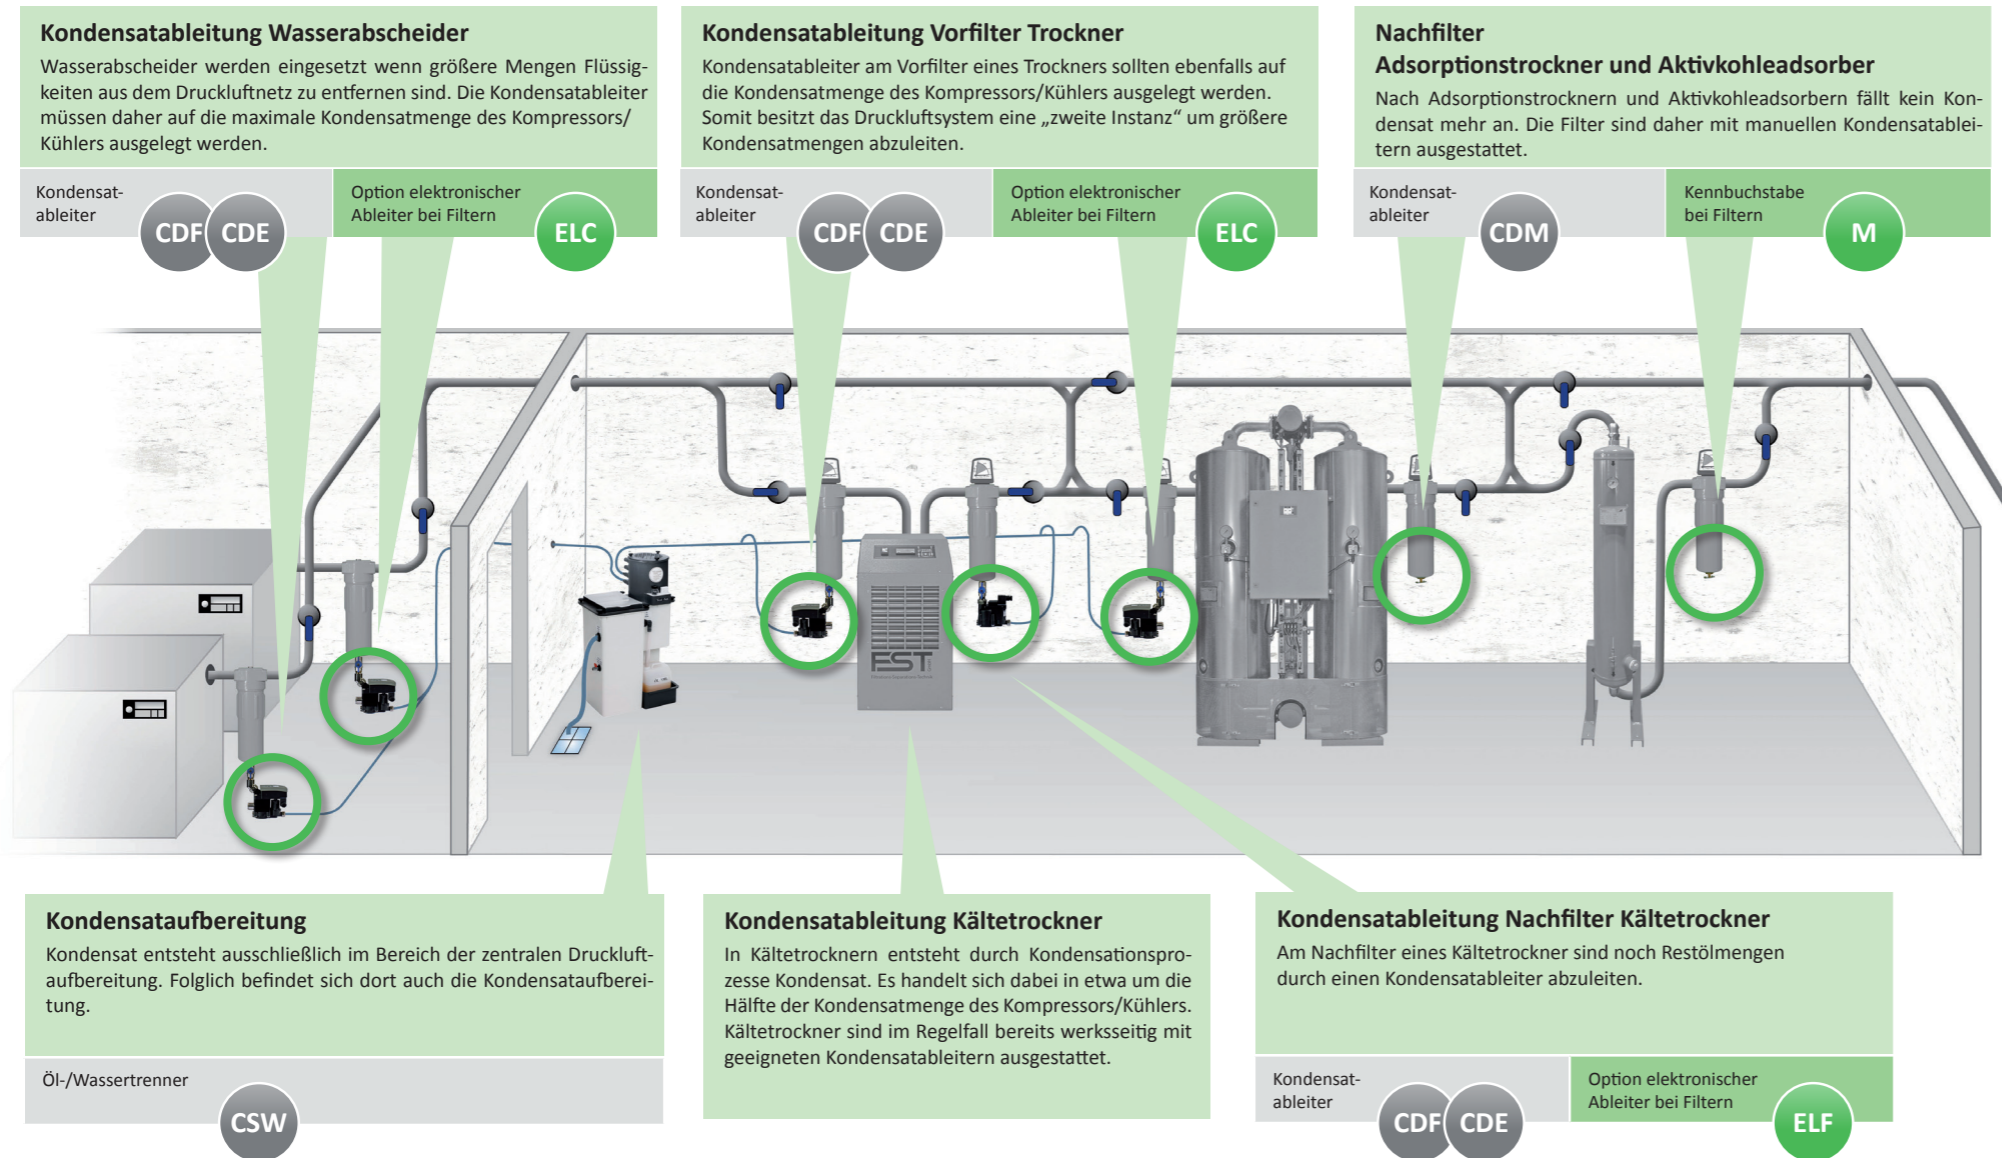 Kondensatableitung Wasserabscheider
Wasserabscheider werden eingesetzt wenn größere Mengen Flüssig-
keiten aus dem Druckluftnetz zu entfernen sind. Die Kondensatableiter
müssen daher auf die maximale Kondensatmenge des Kompressors/
Kühlers ausgelegt werden.
Kondensat-
ableiter
CDF
CDE
Option elektronischer
Ableiter bei Filtern
ELC
Kondensatableitung Vorfilter Trockner
Kondensatableiter am Vorfilter eines Trockners sollten ebenfalls auf
die Kondensatmenge des Kompressors/Kühlers ausgelegt werden.
Somit besitzt das Druckluftsystem eine „zweite Instanz“ um größere
Kondensatmengen abzuleiten.
Kondensat-
ableiter
CDF
CDE
Option elektronischer
Ableiter bei Filtern
ELC
Nachfilter
Adsorptionstrockner und Aktivkohleadsorber
Nach Adsorptionstrocknern und Aktivkohleadsorbern fällt kein Kon-
densat mehr an. Die Filter sind daher mit manuellen Kondensatablei-
tern ausgestattet.
Kondensat-
ableiter
CDM
Kennbuchstabe
bei Filtern
M
FST
Kondensataufbereitung
Kondensat entsteht ausschließlich im Bereich der zentralen Druckluft-
aufbereitung. Folglich befindet sich dort auch die Kondensataufberei-
tung.
Öl-/Wassertrenner
CSW
Kondensatableitung Kältetrockner
In Kältetrocknern entsteht durch Kondensationspro-
zesse Kondensat. Es handelt sich dabei in etwa um die
Hälfte der Kondensatmenge des Kompressors/Kühlers.
Kältetrockner sind im Regelfall bereits werksseitig mit
geeigneten Kondensatableitern ausgestattet.
Kondensatableitung Nachfilter Kältetrockner
Am Nachfilter eines Kältetrockner sind noch Restölmengen
durch einen Kondensatableiter abzuleiten.
Kondensat-
ableiter
CDF
CDE
Option elektronischer
Ableiter bei Filtern
ELF